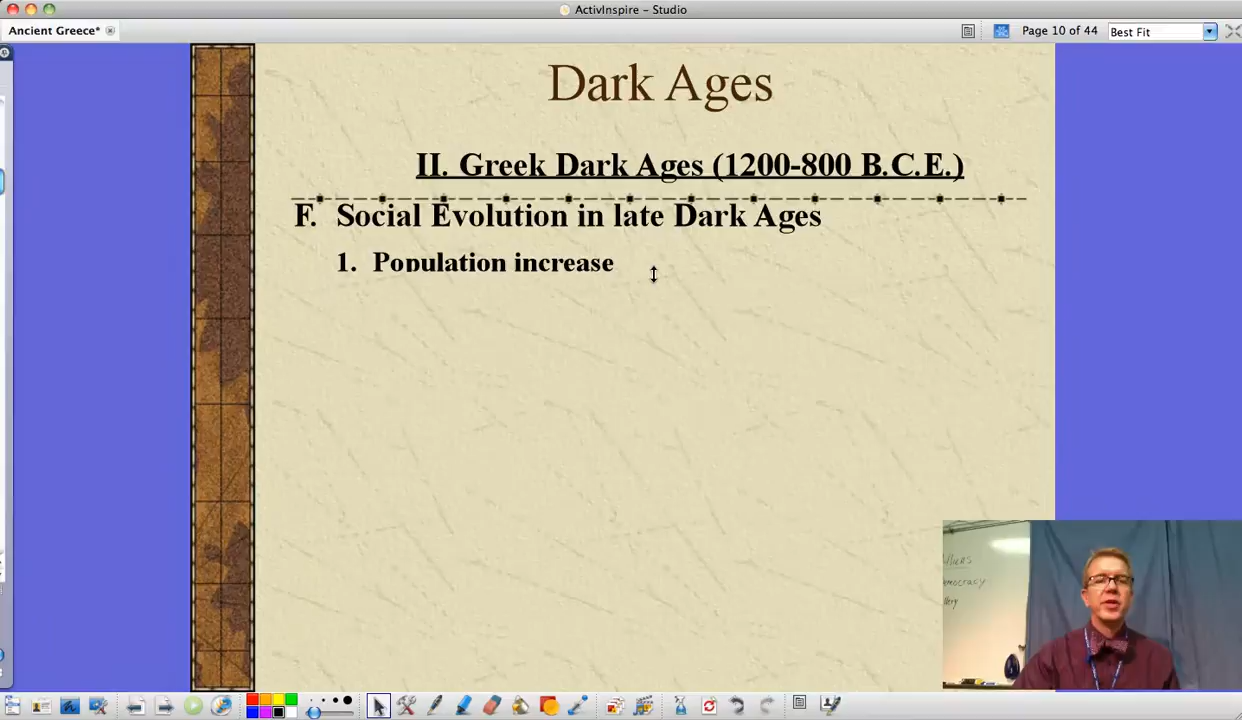 ActivInspire – Studio
Ancient Greece*
Page 10 of 44
Best Fit
Dark Ages
II. Greek Dark Ages (1200-800 B.C.E.)
F. Social Evolution in late Dark Ages
1. Population increase